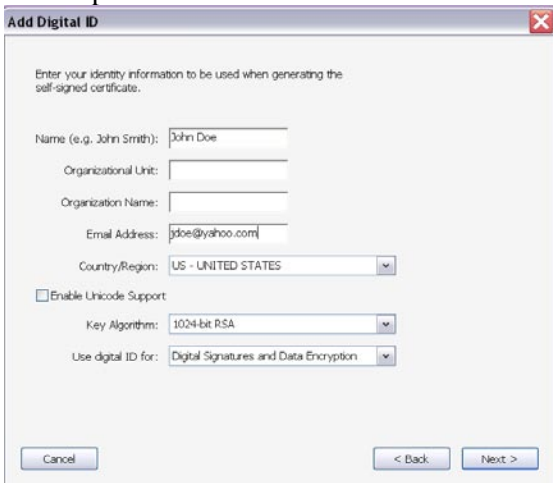 Add Digital ID
Enter your identity information to be used when generating the
self-signed certificate.
Name (e.g. John Smith): John Doe
Organizational Unit:
Organization Name:
Email Address: jdoe@yahoo.com
Country/Region: US - UNITED STATES
Enable Unicode Support
Key Algorithm: 1024-bit RSA
Use digital ID for: Digital Signatures and Data Encryption
Cancel < Back Next >